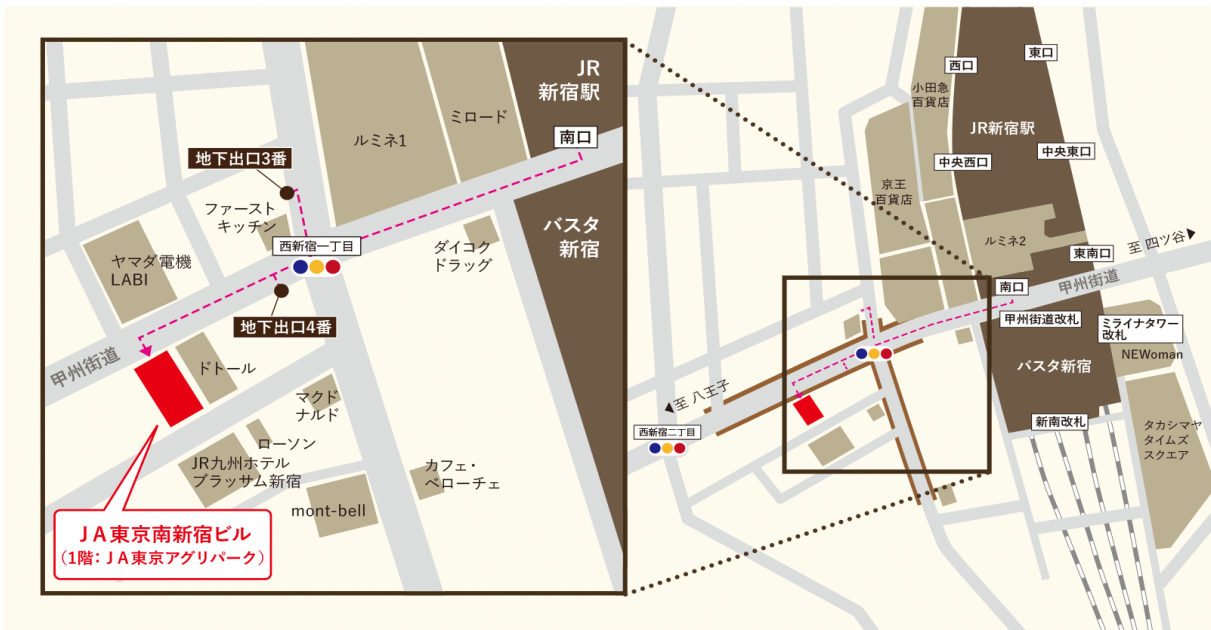 JR
新宿駅
ミロード
ルミネ1
南口
地下出口3番
ファースト
キッチン
西新宿一丁目
ダイコク
ドラッグ
バスタ
新宿
ヤマダ電機
LABI
地下出口4番
甲州街道
ドトール
マクド
ナルド
ローソン
JR九州ホテル
ブラッサム新宿
カフェ・
ベローチェ
mont-bell
JA東京南新宿ビル
(1階:JA東京アグリパーク)
東口
西口
小田急
百貨店
JR新宿駅
中央東口
中央西口
京王
百貨店
ルミネ2
東南口
至 四ツ谷▶
南口
甲州街道
甲州街道改札
ミライナタワー
改札
NEWoman
バスタ新宿
◀至 八王子
西新宿二丁目
新南改札
タカシマヤ
タイムズ
スクエア